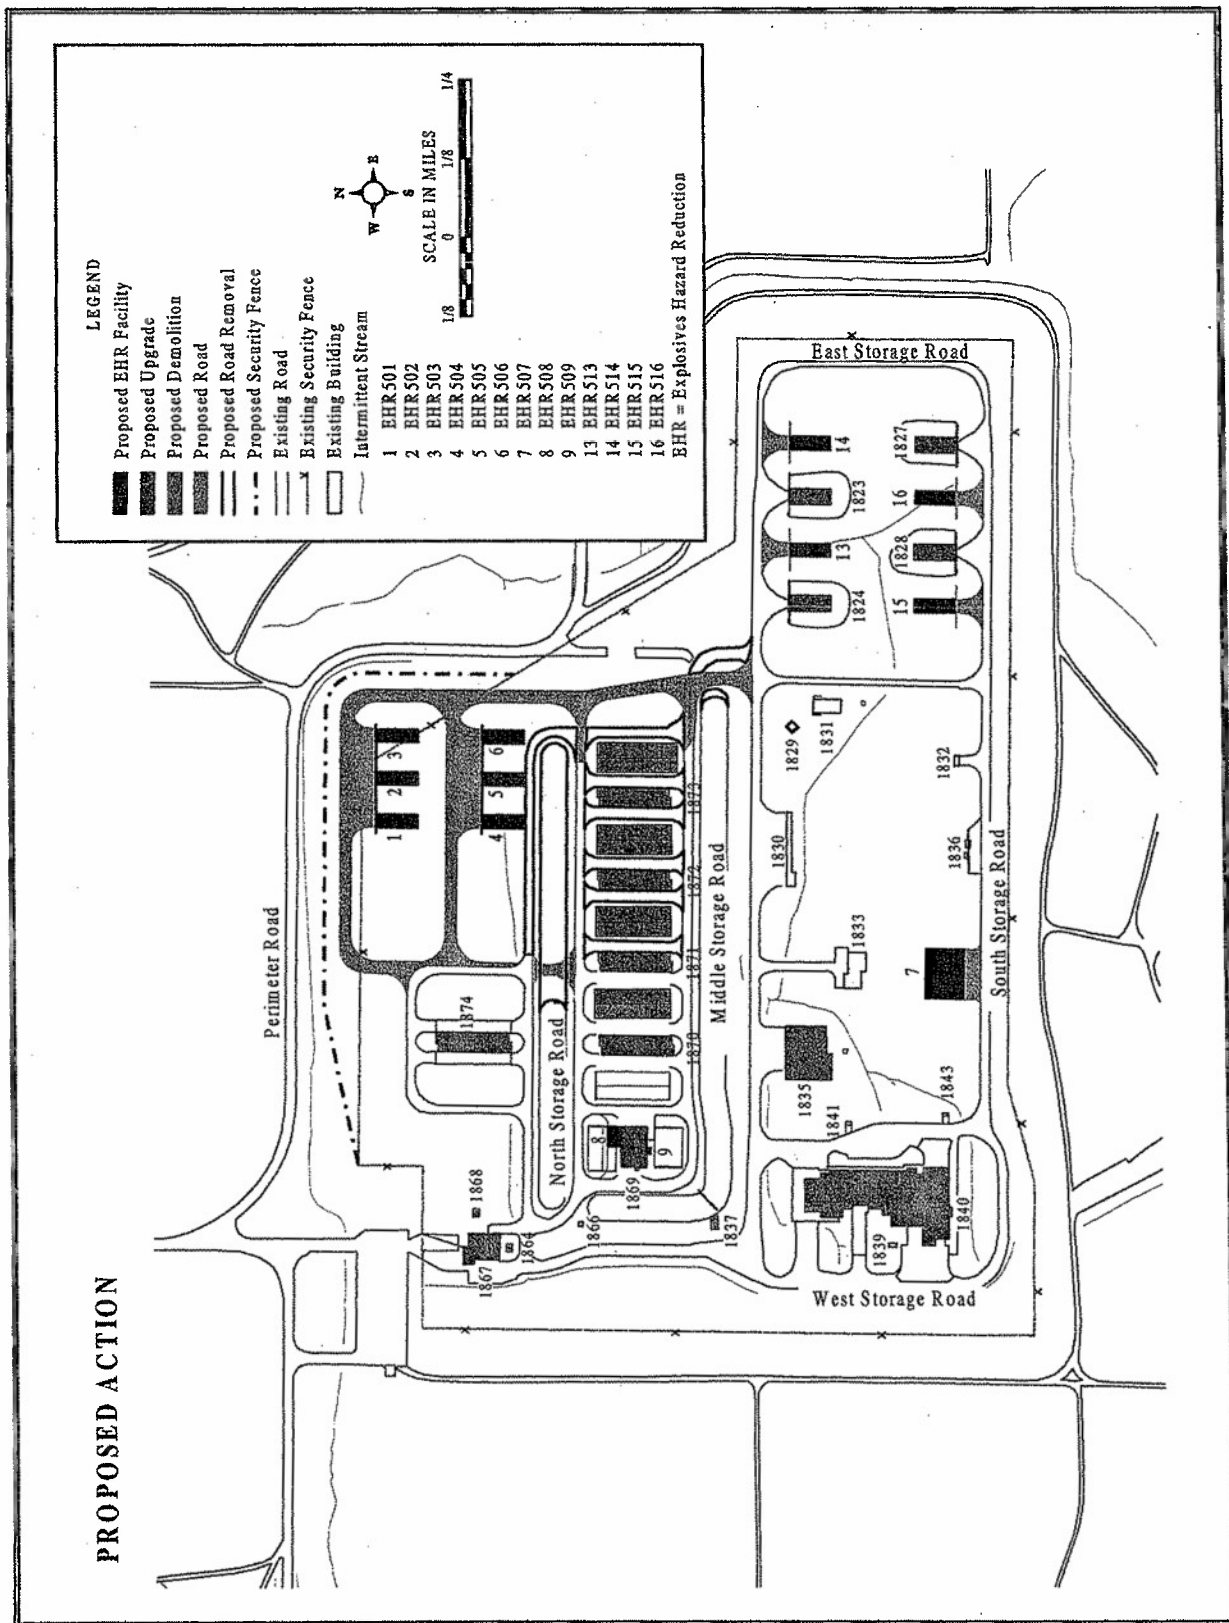 PROPOSED ACTION
LEGEND
Proposed EHR Facility
Proposed Upgrade
Proposed Demolition
Proposed Road
Proposed Road Removal
Proposed Security Fence
Existing Road
Existing Security Fence
Existing Building
Intermittent Stream
1 EHR501
2 EHR502
3 EHR503
4 EHR504
5 EHR505
6 EHR506
7 EHR507
8 EHR508
9 EHR509
13 EHR513
14 EHR514
15 EHR515
16 EHR516
EHR = Explosives Hazard Reduction
N
W E
S
SCALE IN MILES
1/8 0 1/8 1/4
Perimeter Road
1 2 3
1874
4 5 6
1868
1867
1864
North Storage Road
8
1866
1869
9
1870 1871 1872 1873
1837
Middle Storage Road
1824 13 1823 14
1829
1830
1831
1835
1833
1841
1839
1840
1843
7
1836
1832
15 1828 16 1827
West Storage Road
South Storage Road
East Storage Road